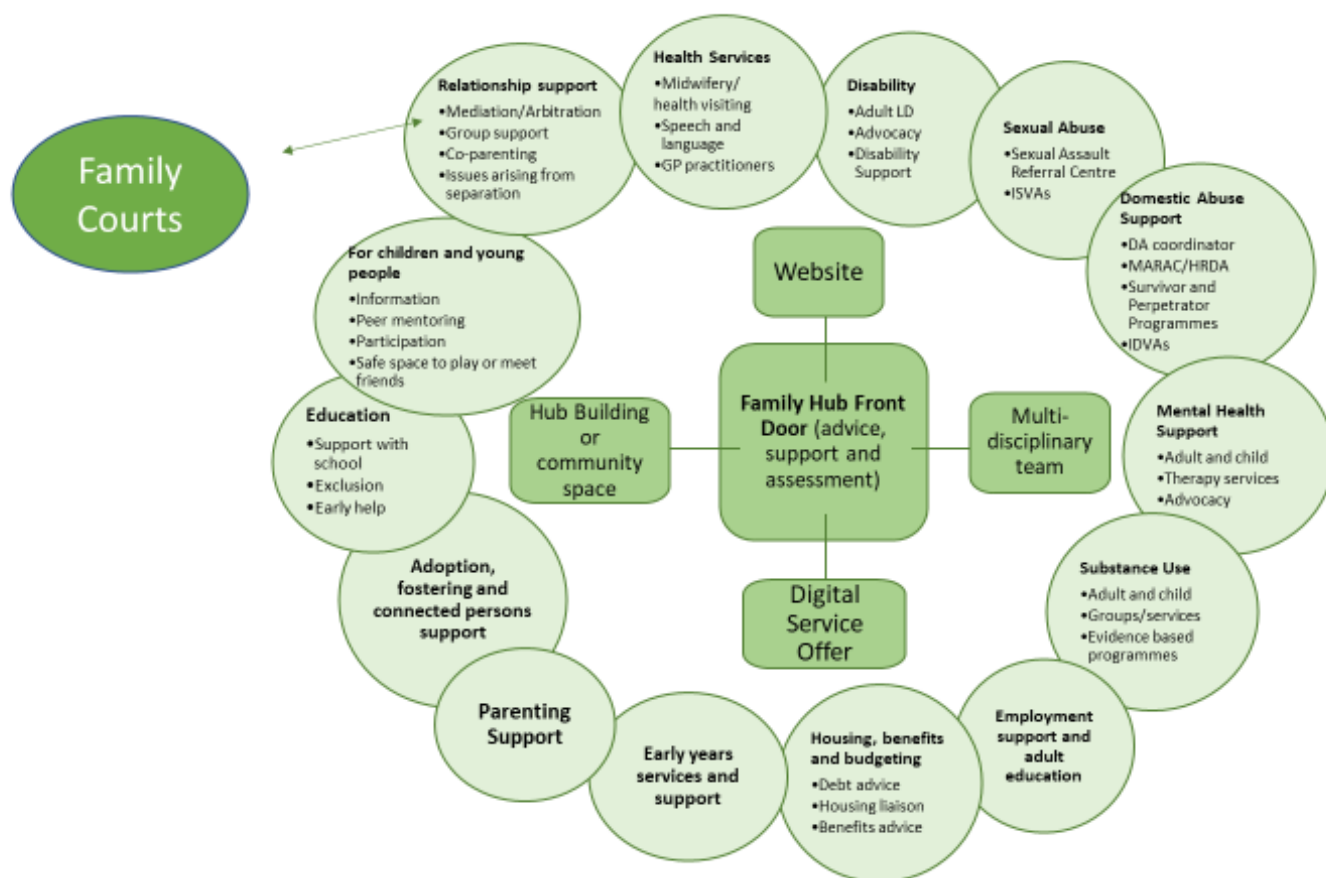 Family
Courts
Relationship support
•Mediation/Arbitration
•Group support
•Co-parenting
•Issues arising from
separation
Health Services
•Midwifery/
health visiting
•Speech and
language
•GP practitioners
Disability
•Adult LD
•Advocacy
•Disability
Support
Sexual Abuse
•Sexual Assault
Referral Centre
•ISVAs
Domestic Abuse
Support
•DA coordinator
•MARAC/HRDA
•Survivor and
Perpetrator
Programmes
•IDVAs
Mental Health
Support
•Adult and child
•Therapy services
•Advocacy
Substance Use
•Adult and child
•Groups/services
•Evidence based
programmes
Employment
support and
adult
education
Housing, benefits
and budgeting
•Debt advice
•Housing liaison
•Benefits advice
Early years
services and
support
Parenting
Support
Adoption,
fostering and
connected persons
support
Education
•Support with
school
•Exclusion
•Early help
For children and young
people
•Information
•Peer mentoring
•Participation
•Safe space to play or meet
friends
Website
Hub Building
or
community
space
Family Hub Front
Door (advice,
support and
assessment)
Multi-
disciplinary
team
Digital
Service
Offer